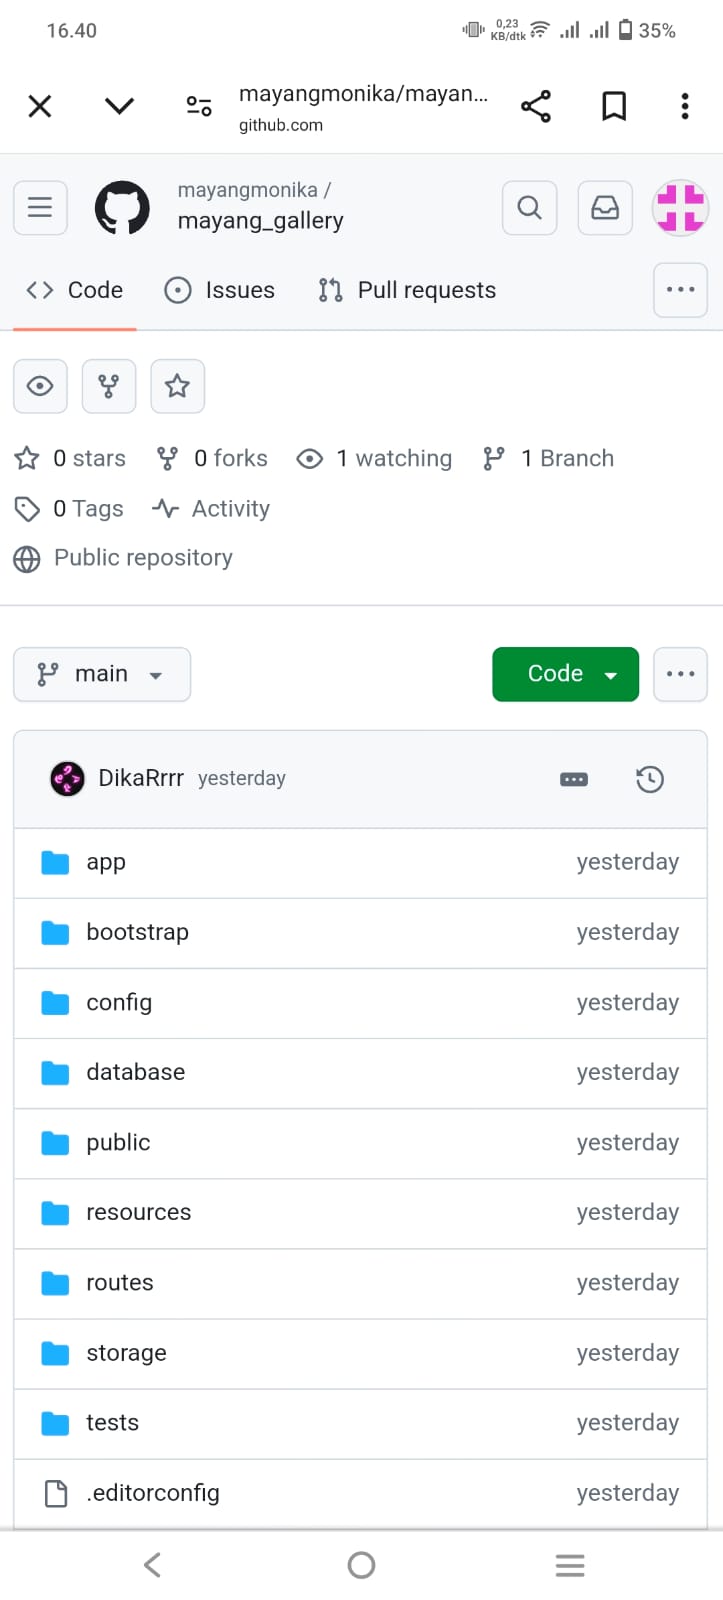 16.40
0,23
KB/dtk
35%
mayangmonika/mayan...
github.com
mayangmonika /
mayang_gallery
Code
Issues
Pull requests
0 stars
0 forks
1 watching
1 Branch
0 Tags
Activity
Public repository
main
Code
DikaRrrr yesterday
app yesterday
bootstrap yesterday
config yesterday
database yesterday
public yesterday
resources yesterday
routes yesterday
storage yesterday
tests yesterday
.editorconfig yesterday